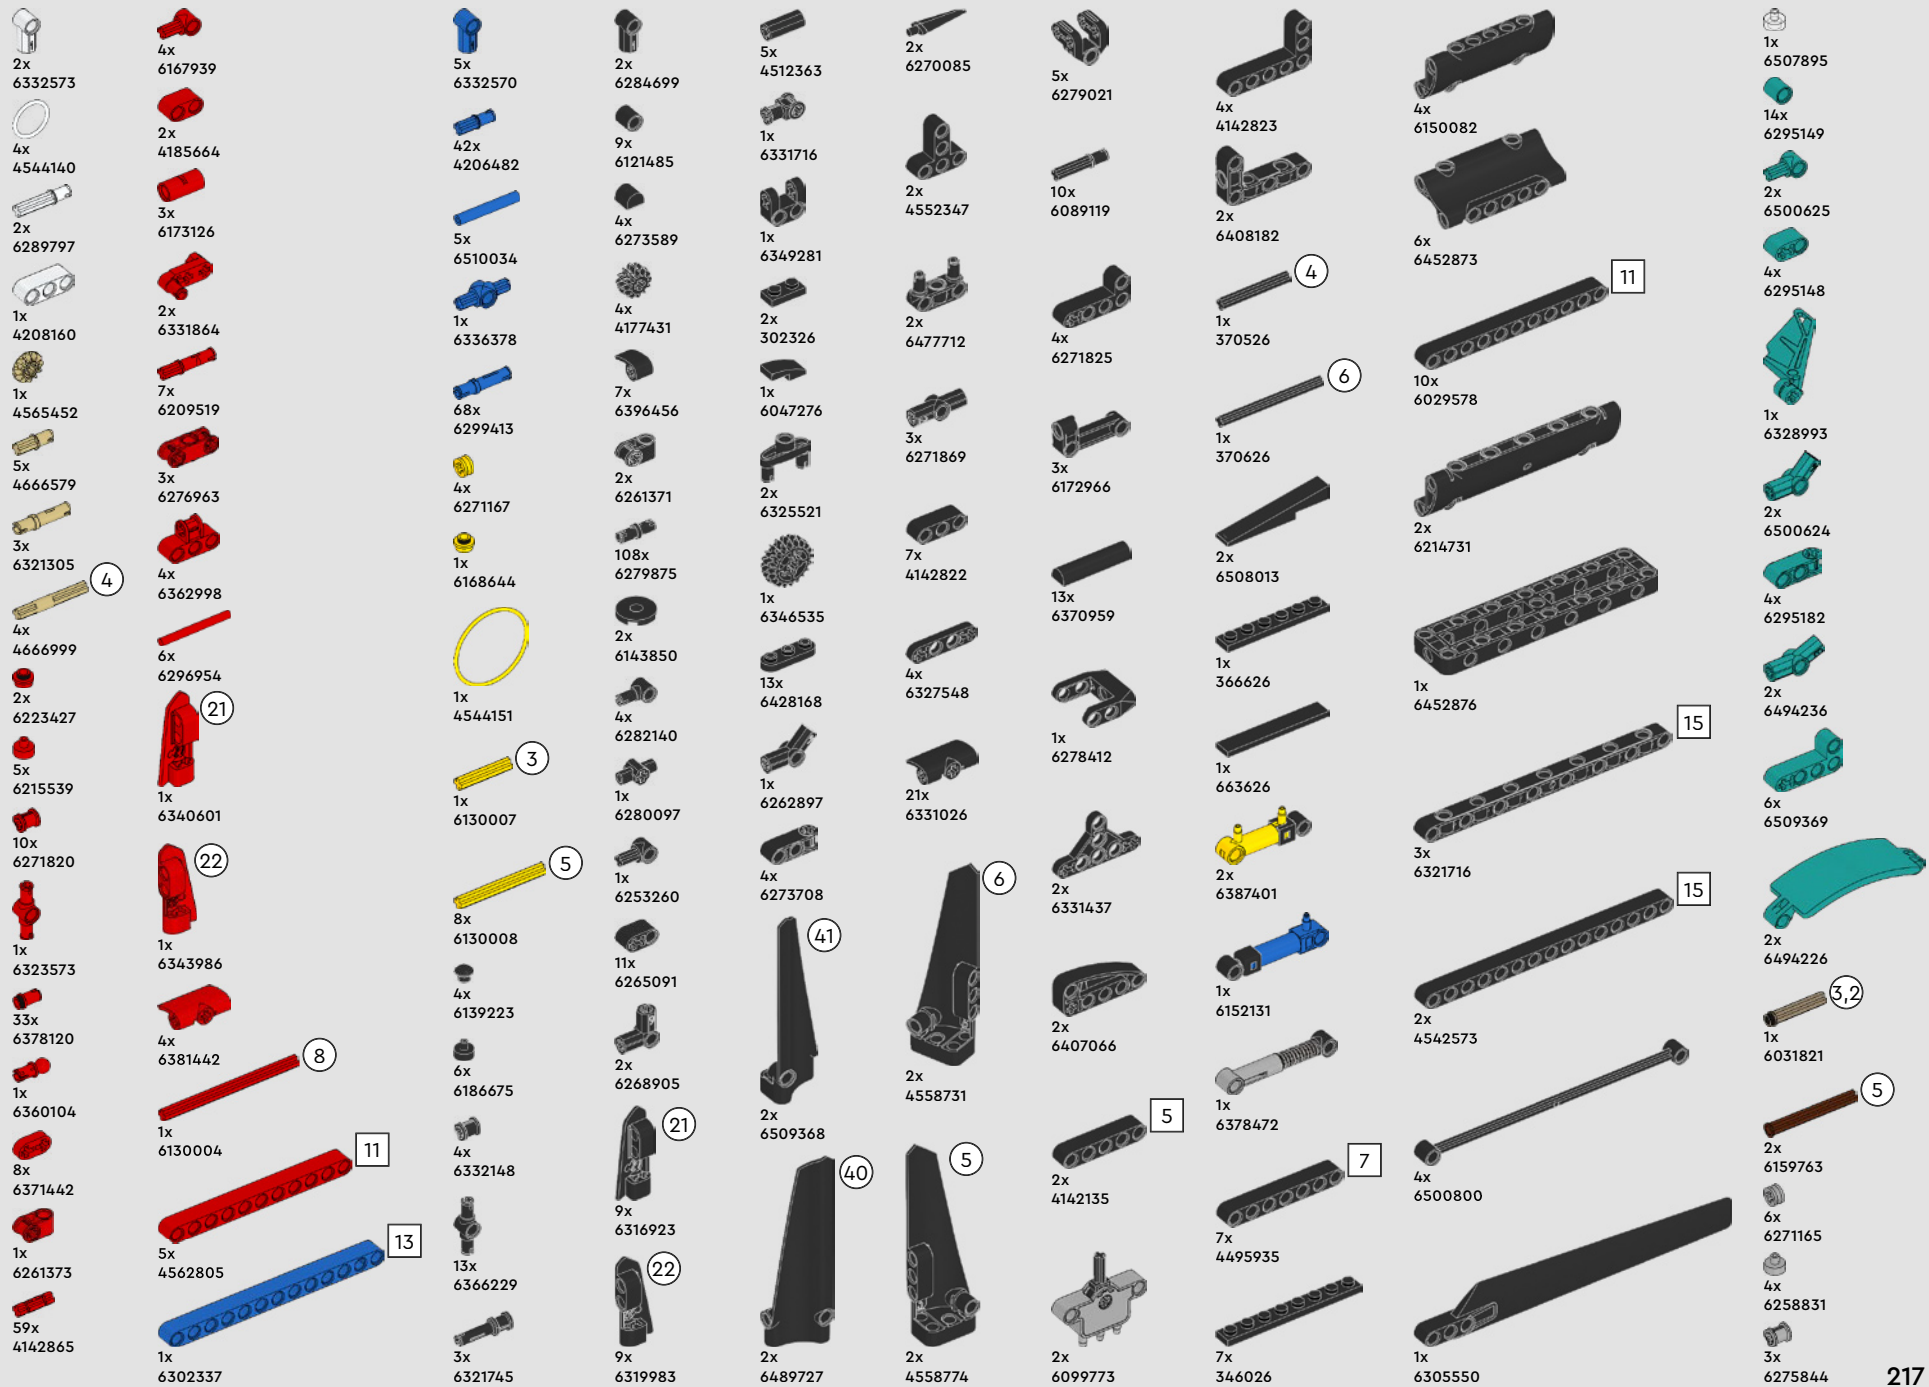 2x
6332573
4x
4544140
2x
6289797
1x
4208160
1x
4565452
5x
4666579
3x
6321305
4
4x
4666999
2x
6223427
5x
6215539
10x
6271820
1x
6323573
33x
6378120
1x
6360104
8x
6371442
1x
6261373
59x
4142865
4x
6167939
2x
4185664
3x
6173126
2x
6331864
7x
6209519
3x
6276963
4x
6362998
6x
6296954
21
1x
6340601
22
1x
6343986
4x
6381442
8
1x
6130004
11
5x
4562805
13
1x
6302337
5x
6332570
42x
4206482
5x
6510034
1x
6336378
68x
6299413
4x
6271167
1x
6168644
1x
4544151
3
1x
6130007
5
8x
6130008
4x
6139223
6x
6186675
4x
6332148
13x
6366229
3x
6321745
2x
6284699
9x
6121485
4x
6273589
4x
4177431
7x
6396456
2x
6261371
108x
6279875
2x
6143850
4x
6282140
1x
6280097
1x
6253260
11x
6265091
2x
6268905
21
9x
6316923
22
9x
6319983
5x
4512363
1x
6331716
1x
6349281
2x
302326
1x
6047276
2x
6325521
1x
6346535
13x
6428168
1x
6262897
4x
6273708
41
2x
6509368
40
2x
6489727
2x
6270085
2x
4552347
2x
6477712
3x
6271869
7x
4142822
4x
6327548
21x
6331026
6
2x
4558731
5
2x
4558774
5x
6279021
10x
6089119
4x
6271825
3x
6172966
13x
6370959
1x
6278412
2x
6331437
2x
6407066
5
2x
4142135
2x
6099773
4x
4142823
2x
6408182
4
1x
370526
6
1x
370626
2x
6508013
1x
366626
1x
663626
2x
6387401
1x
6152131
1x
6378472
7
7x
4495935
7x
346026
4x
6150082
6x
6452873
11
10x
6029578
2x
6214731
1x
6452876
15
3x
6321716
15
2x
4542573
4x
6500800
1x
6305550
1x
6507895
14x
6295149
2x
6500625
4x
6295148
1x
6328993
2x
6500624
4x
6295182
2x
6494236
6x
6509369
2x
6494226
3,2
1x
6031821
5
2x
6159763
6x
6271165
4x
6258831
3x
6275844
217